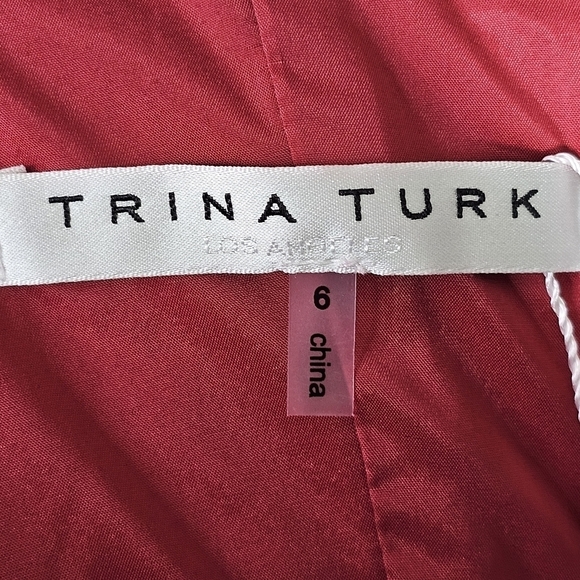 TRINA TURK
LOS ANGELES
6
china